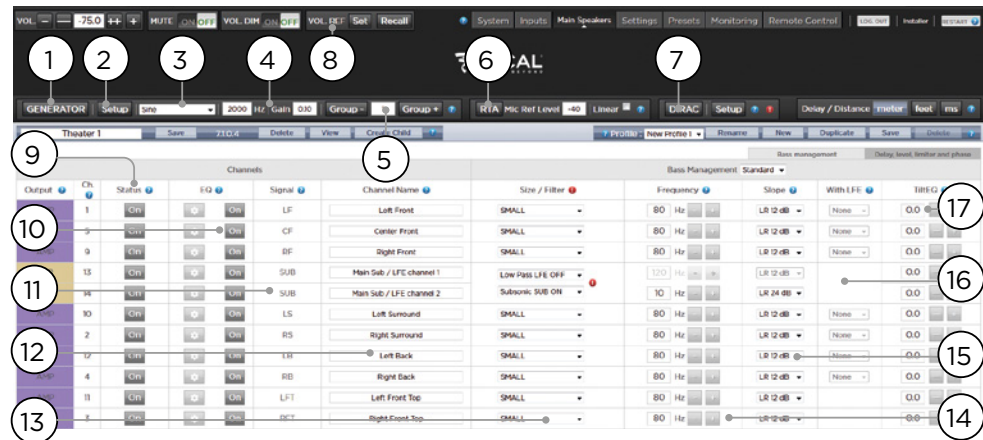 VOL. - — -75.0 ++ + MUTE ON OFF VOL. DIM ON OFF VOL. REF Set Recall ? System Inputs Main Speakers Settings Presets Monitoring Remote Control LOG OUT Installer RESTART ?
1 2 3 4 8 6 7
CAL
GENERATOR Setup Sine 2000 Hz Gain 0.10 Group - Group + ? RTA Mic Ref Level -40 Linear ? DIRAC Setup ? Delay / Distance meter feet ms ?
5
Theater 1 Save 7.1.0.4 Delete View Create Child ? Profile : New Profile 1 Rename New Duplicate Save Delete ?
9
Bass management Delay, level, limiter and phase
Channels Bass Management Standard
Output ? Ch. ? Status ? EQ ? Signal ? Channel Name ? Size / Filter Frequency ? Slope ? With LFE ? TiltEQ ?
1 On On LF Left Front SMALL 80 Hz - + LR 12 dB None 0.0 17
10 5 On On CF Center Front SMALL 80 Hz LR 12 dB None 0.0
AMP 9 On On RF Right Front SMALL 80 Hz LR 12 dB None 0.0
13 On On SUB Main Sub / LFE channel 1 Low Pass LFE OFF 120 Hz - + LR 12 dB 0.0 16
11 14 On On SUB Main Sub / LFE channel 2 Subsonic SUB ON 10 Hz LR 24 dB 0.0
AMP 10 On On LS Left Surround SMALL 80 Hz LR 12 dB None 0.0
2 On On RS Right Surround SMALL 80 Hz LR 12 dB None 0.0
12 12 On On LB Left Back SMALL 80 Hz LR 12 dB None 0.0 15
AMP 4 On On RB Right Back SMALL 80 Hz LR 12 dB None 0.0
11 On On LFT Left Front Top SMALL 80 Hz LR 12 dB 0.0
13 3 On On RFT Right Front Top SMALL 80 Hz LR 12 dB 0.0 14